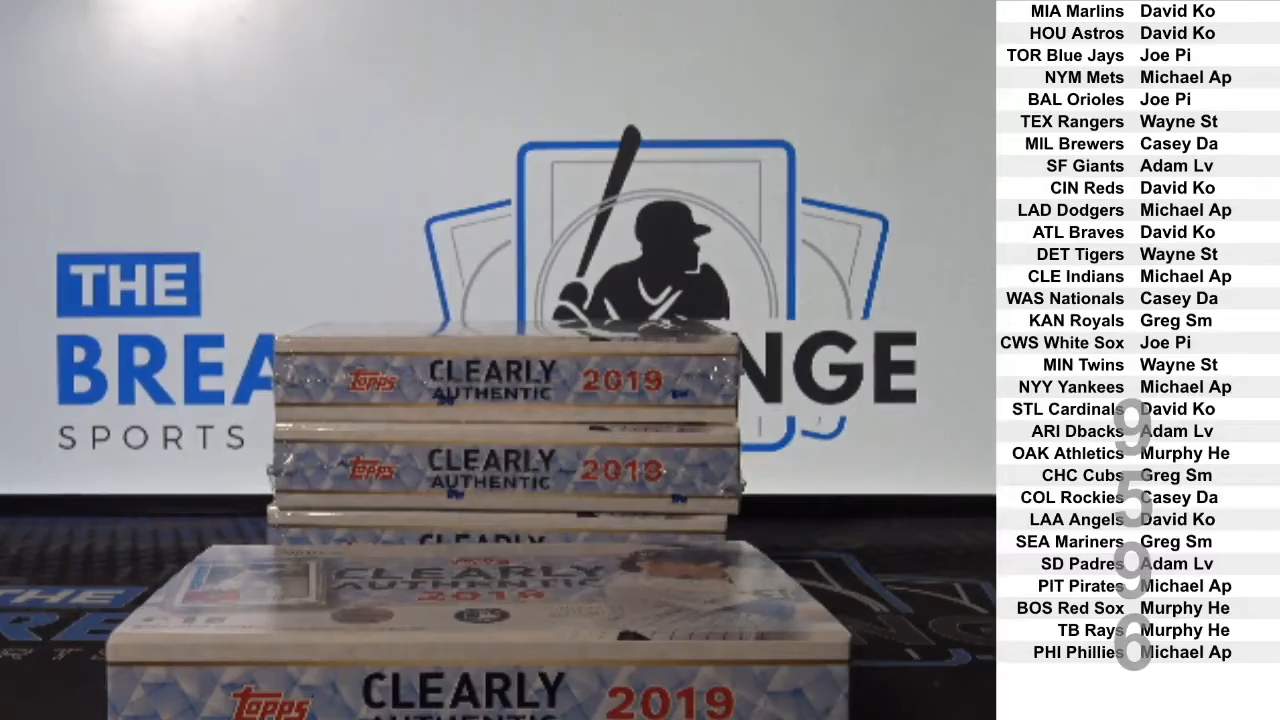 THE
BREA NGE
SPORTS
Topps CLEARLY AUTHENTIC 2019
Topps CLEARLY AUTHENTIC 2019
CLEARLY
CLEARLY
AUTHENTIC
2019
Topps CLEARLY 2019
AUTHENTIC
THE
MIA Marlins David Ko
HOU Astros David Ko
TOR Blue Jays Joe Pi
NYM Mets Michael Ap
BAL Orioles Joe Pi
TEX Rangers Wayne St
MIL Brewers Casey Da
SF Giants Adam Lv
CIN Reds David Ko
LAD Dodgers Michael Ap
ATL Braves David Ko
DET Tigers Wayne St
CLE Indians Michael Ap
WAS Nationals Casey Da
KAN Royals Greg Sm
CWS White Sox Joe Pi
MIN Twins Wayne St
NYY Yankees Michael Ap
STL Cardinals David Ko
ARI Dbacks Adam Lv
OAK Athletics Murphy He
CHC Cubs Greg Sm
COL Rockies Casey Da
LAA Angels David Ko
SEA Mariners Greg Sm
SD Padres Adam Lv
PIT Pirates Michael Ap
BOS Red Sox Murphy He
TB Rays Murphy He
PHI Phillies Michael Ap
9
5
9
6